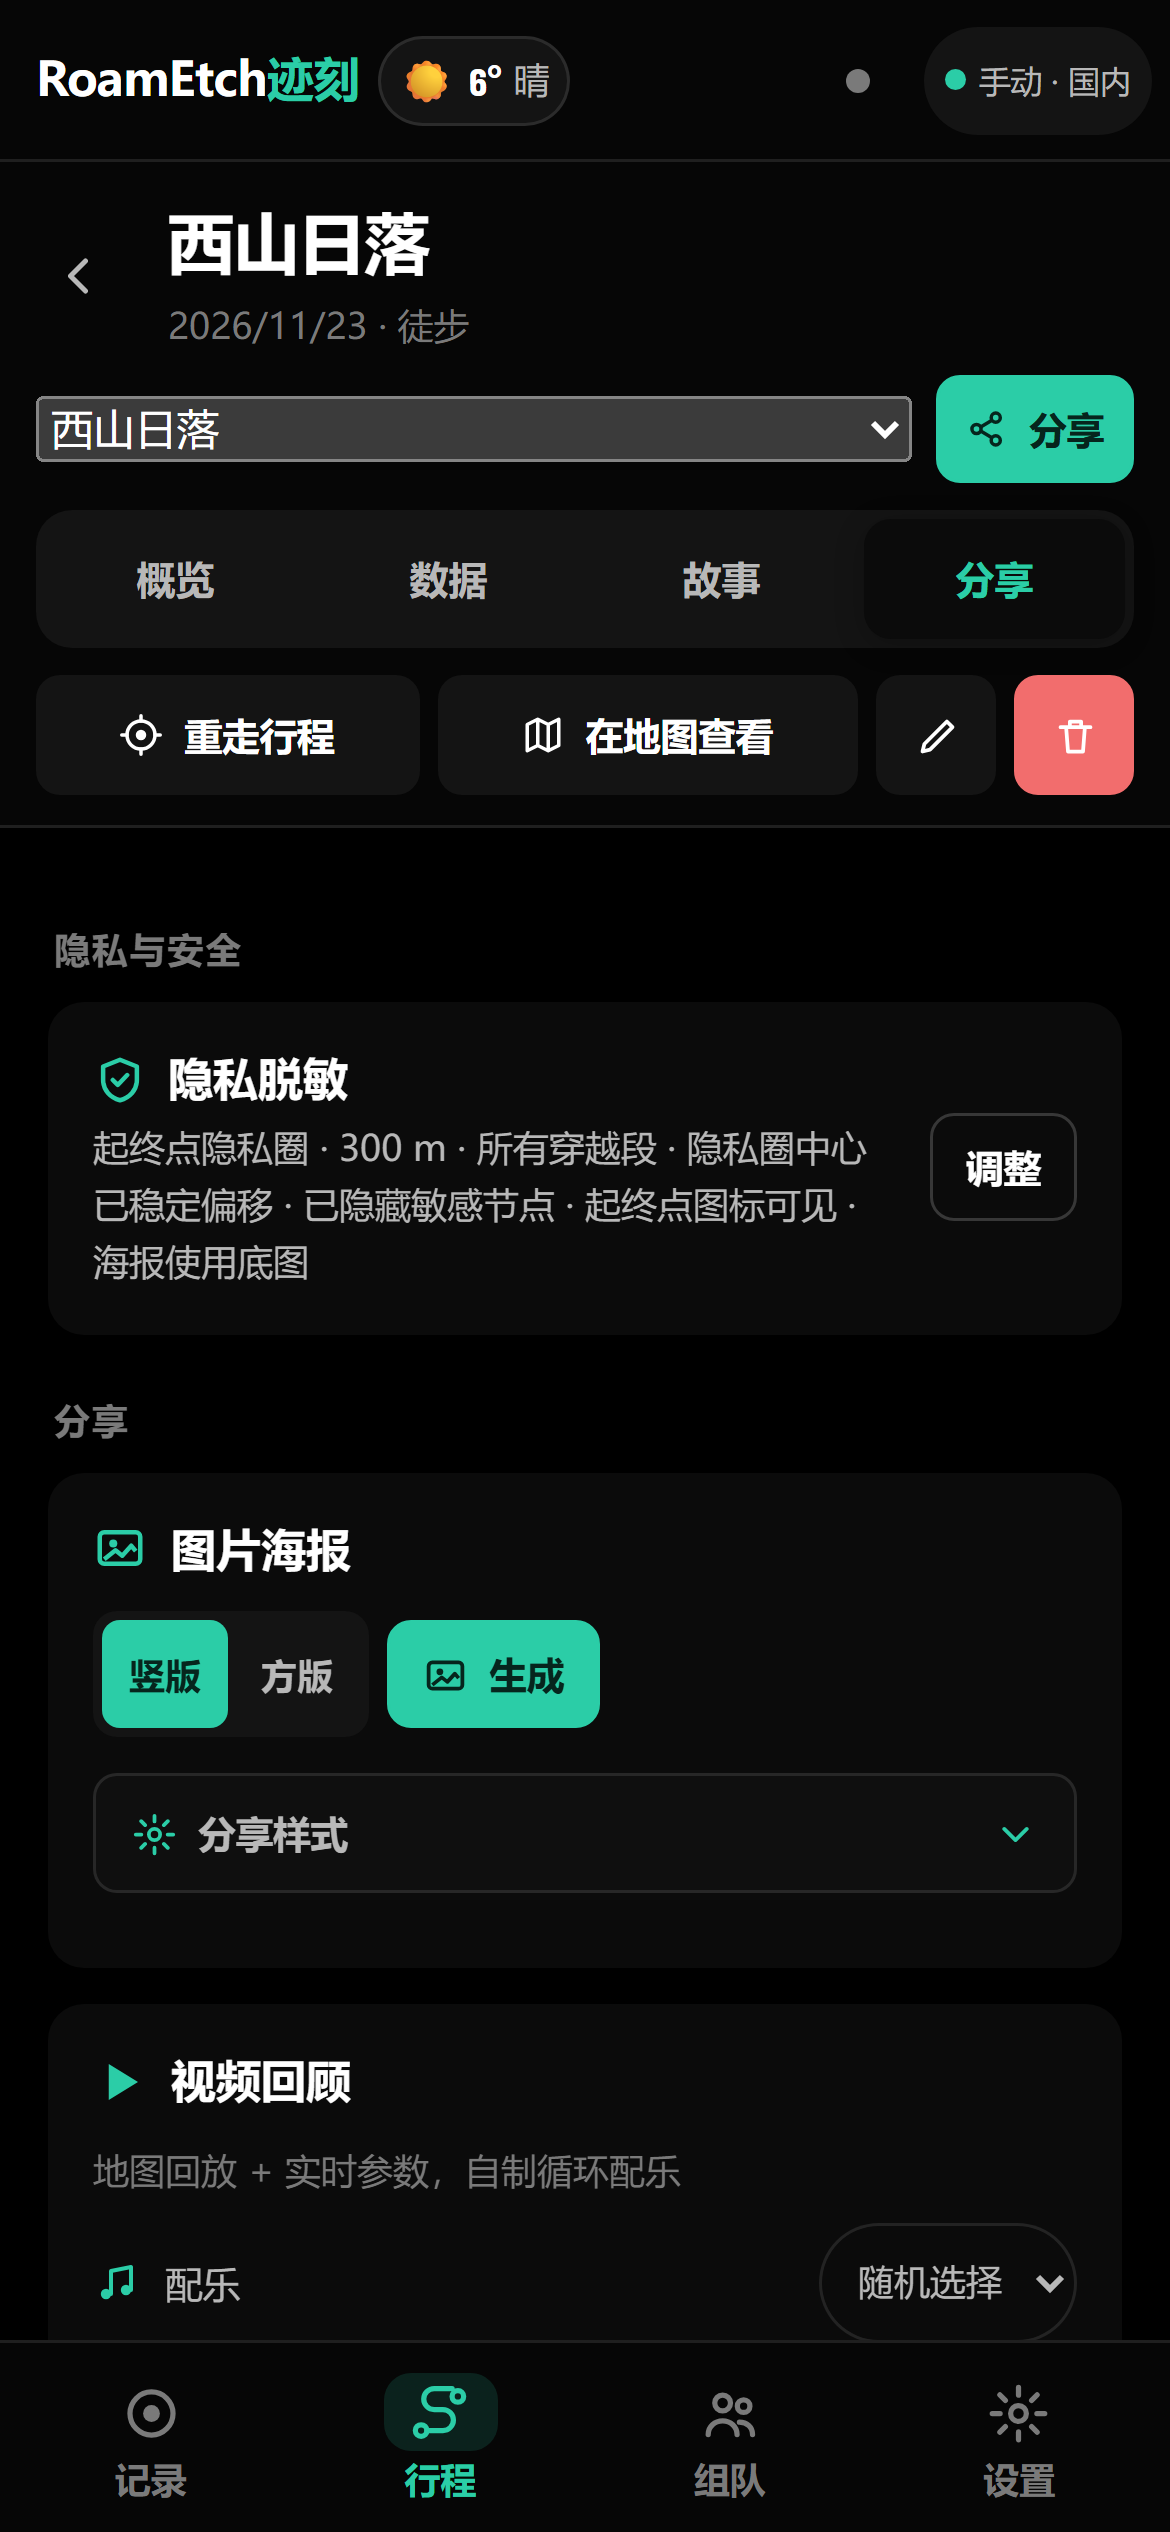 RoamEtch迹刻 6° 晴 手动 · 国内
西山日落
2026/11/23 · 徒步
西山日落 分享
概览 数据 故事 分享
重走行程 在地图查看
隐私与安全
隐私脱敏
起终点隐私圈 · 300 m · 所有穿越段 · 隐私圈中心
已稳定偏移 · 已隐藏敏感节点 · 起终点图标可见 ·
海报使用底图
调整
分享
图片海报
竖版 方版 生成
分享样式
视频回顾
地图回放 + 实时参数，自制循环配乐
配乐 随机选择
记录 行程 组队 设置